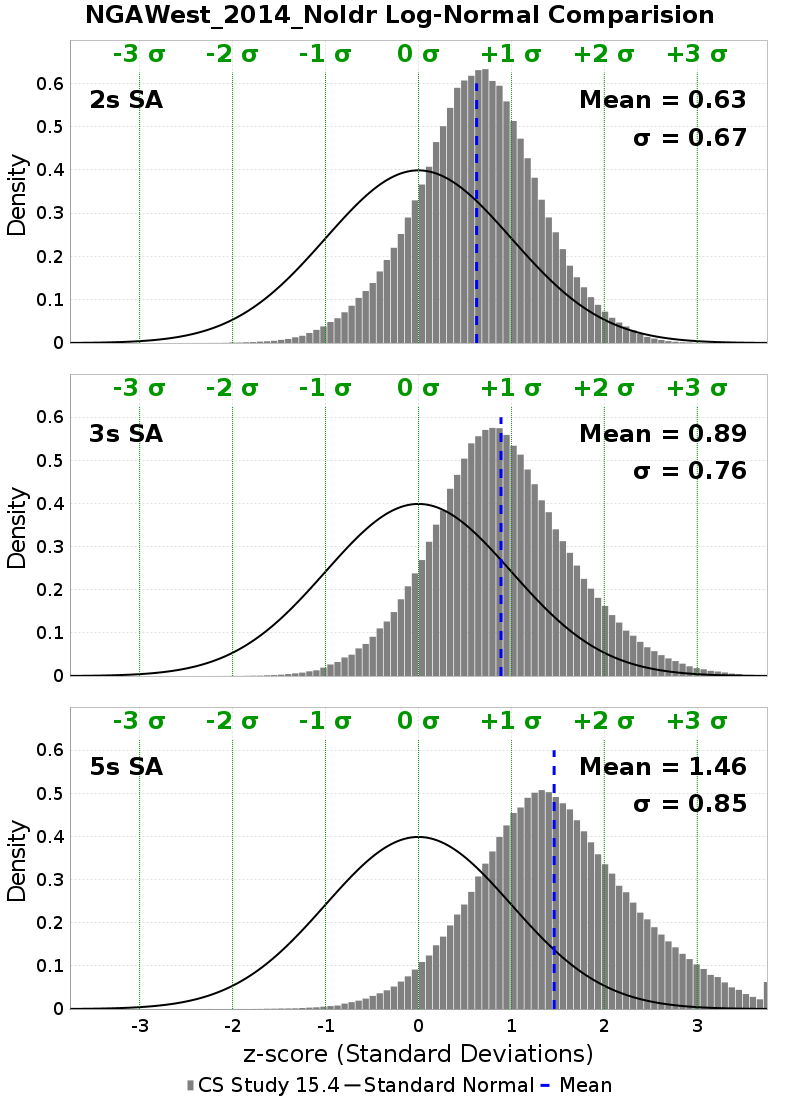 NGAWest_2014_NoIdr Log-Normal Comparision
-3 σ -2 σ -1 σ 0 σ +1 σ +2 σ +3 σ
2s SA
Mean = 0.63
σ = 0.67
Density
0.6
0.5
0.4
0.3
0.2
0.1
0
-3 σ -2 σ -1 σ 0 σ +1 σ +2 σ +3 σ
3s SA
Mean = 0.89
σ = 0.76
Density
0.6
0.5
0.4
0.3
0.2
0.1
0
-3 σ -2 σ -1 σ 0 σ +1 σ +2 σ +3 σ
5s SA
Mean = 1.46
σ = 0.85
Density
0.6
0.5
0.4
0.3
0.2
0.1
0
-3 -2 -1 0 1 2 3
z-score (Standard Deviations)
CS Study 15.4 Standard Normal Mean